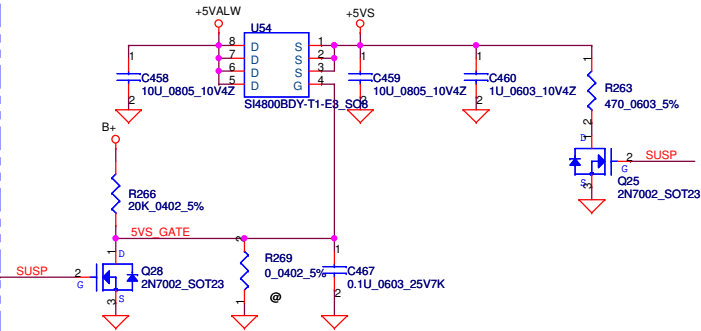 +5VALW
+5VS
U54
8 D S 1
7 D S 2
6 D S 3
5 D G 4
SI4800BDY-T1-E3_SO8
1
C458
10U_0805_10V4Z
2
1
C459
10U_0805_10V4Z
2
1
C460
1U_0603_10V4Z
2
1
R263
470_0603_5%
2
1
D
SUSP
2
G
S
3
Q25
2N7002_SOT23
B+
R266
20K_0402_5%
5VS_GATE
1
D
SUSP
2
G
S
3
Q28
2N7002_SOT23
2
R269
0_0402_5%
1
@
1
C467
0.1U_0603_25V7K
2